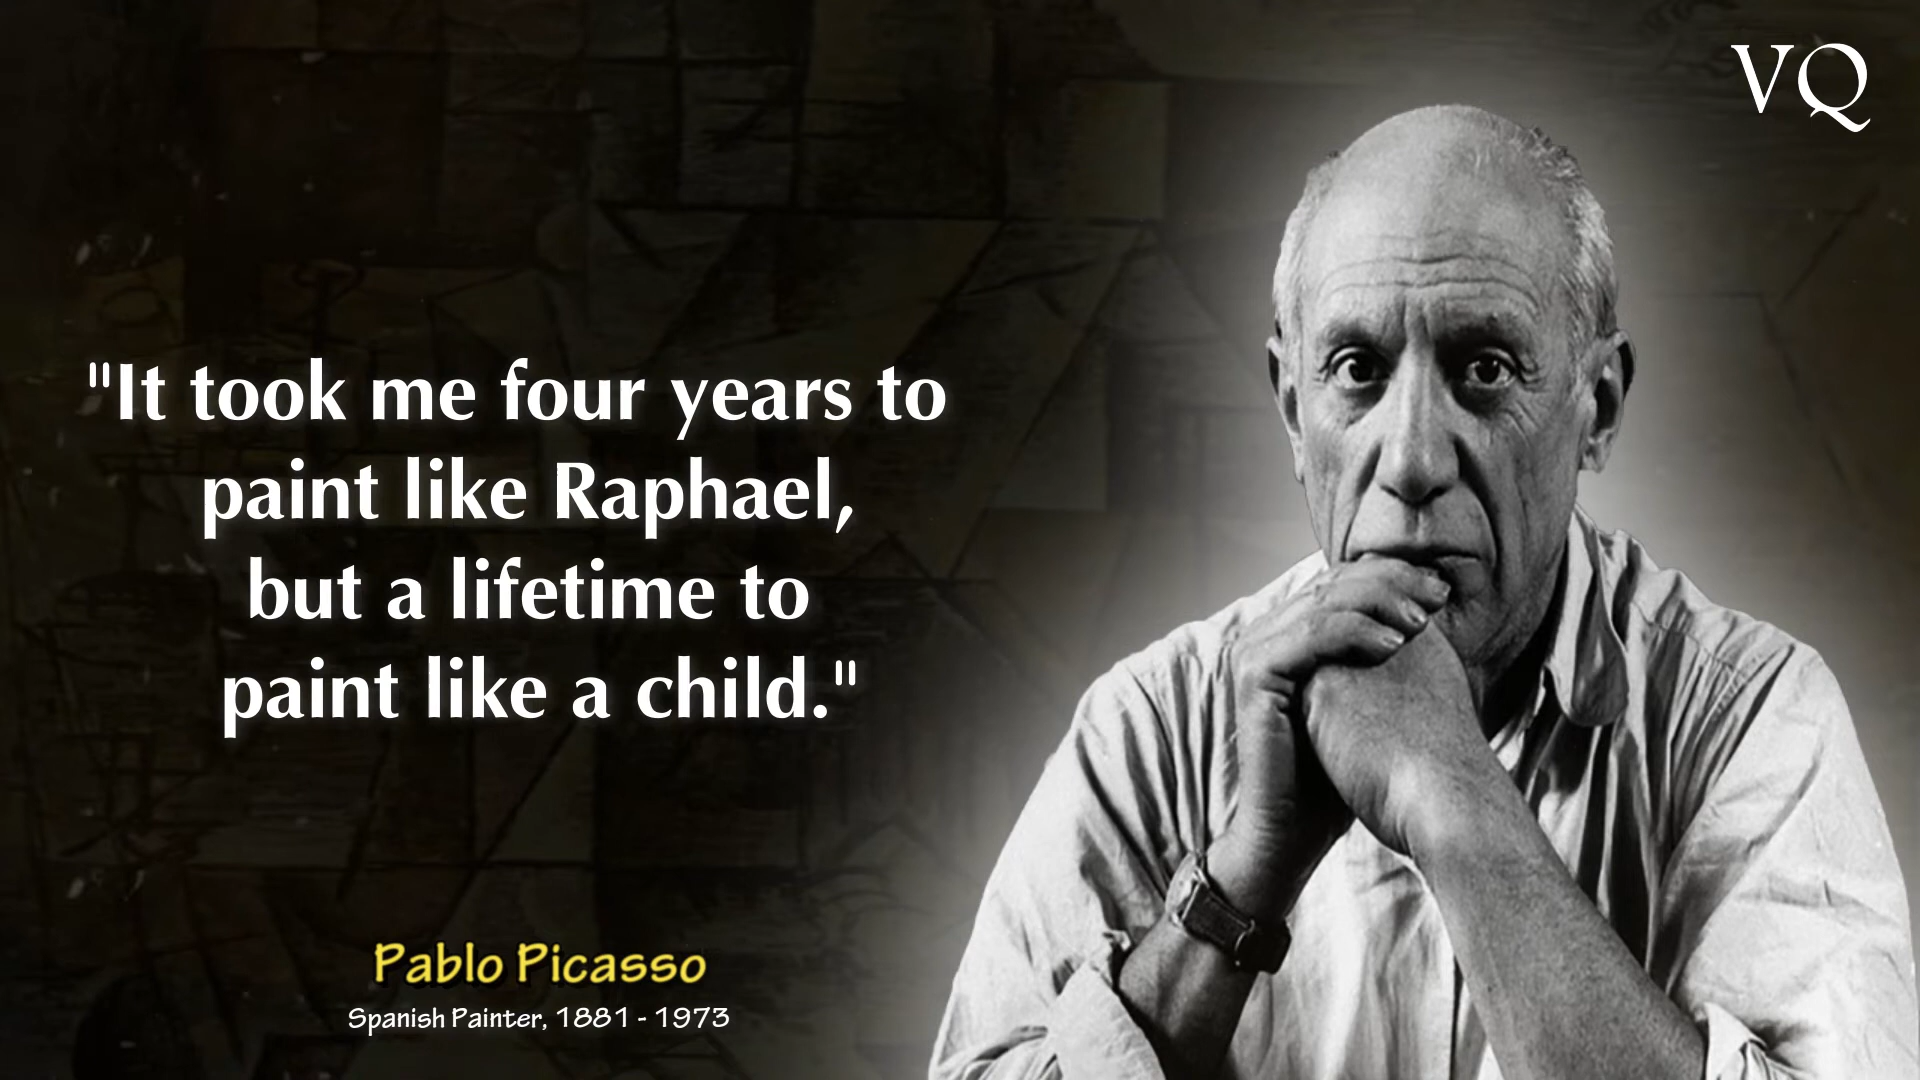 VQ
"It took me four years to
paint like Raphael,
but a lifetime to
paint like a child."
Pablo Picasso
Spanish Painter, 1881 - 1973